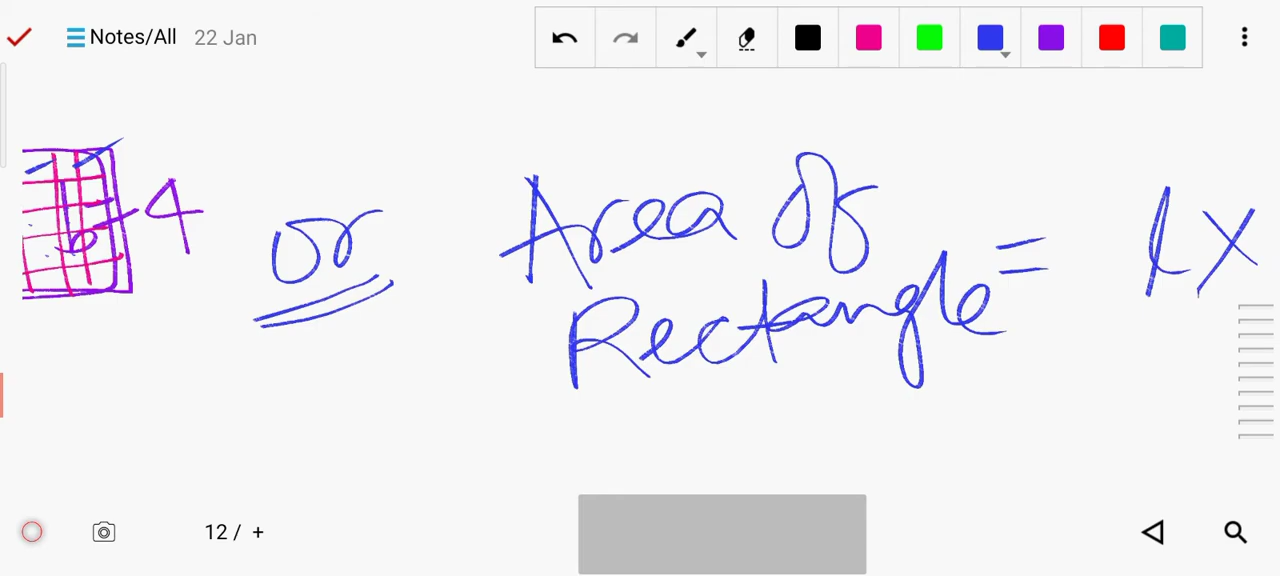 Notes/All 22 Jan
4
or
Area of
Rectangle = l×
12 / +